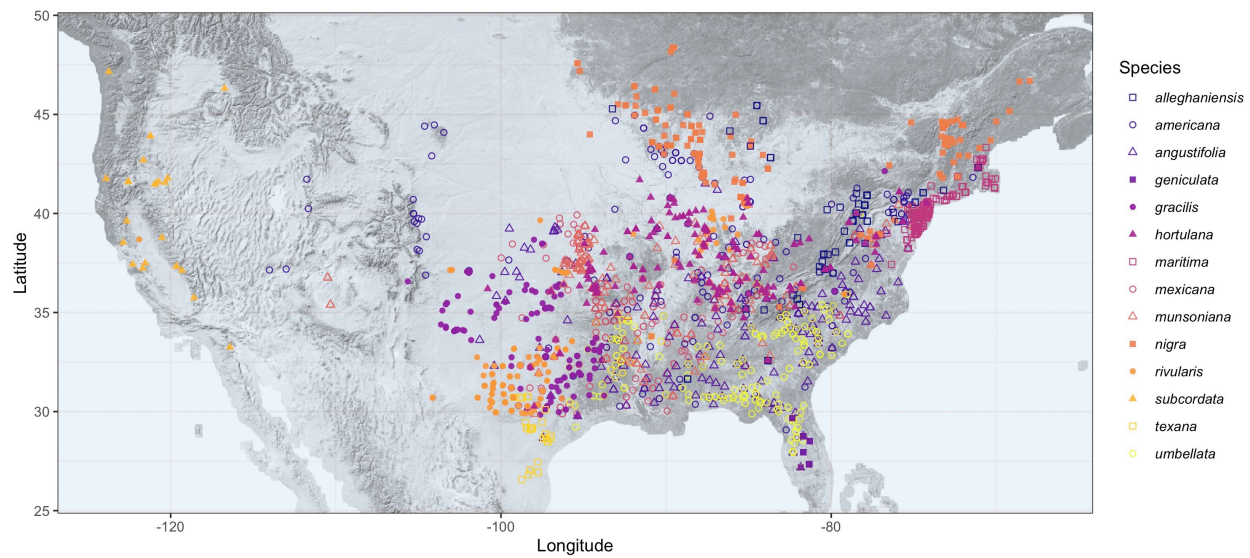 50
45
40
35
30
25
Latitude
-120
-100
-80
Longitude
Species
alleghaniensis
americana
angustifolia
geniculata
gracilis
hortulana
maritima
mexicana
munsoniana
nigra
rivularis
subcordata
texana
umbellata